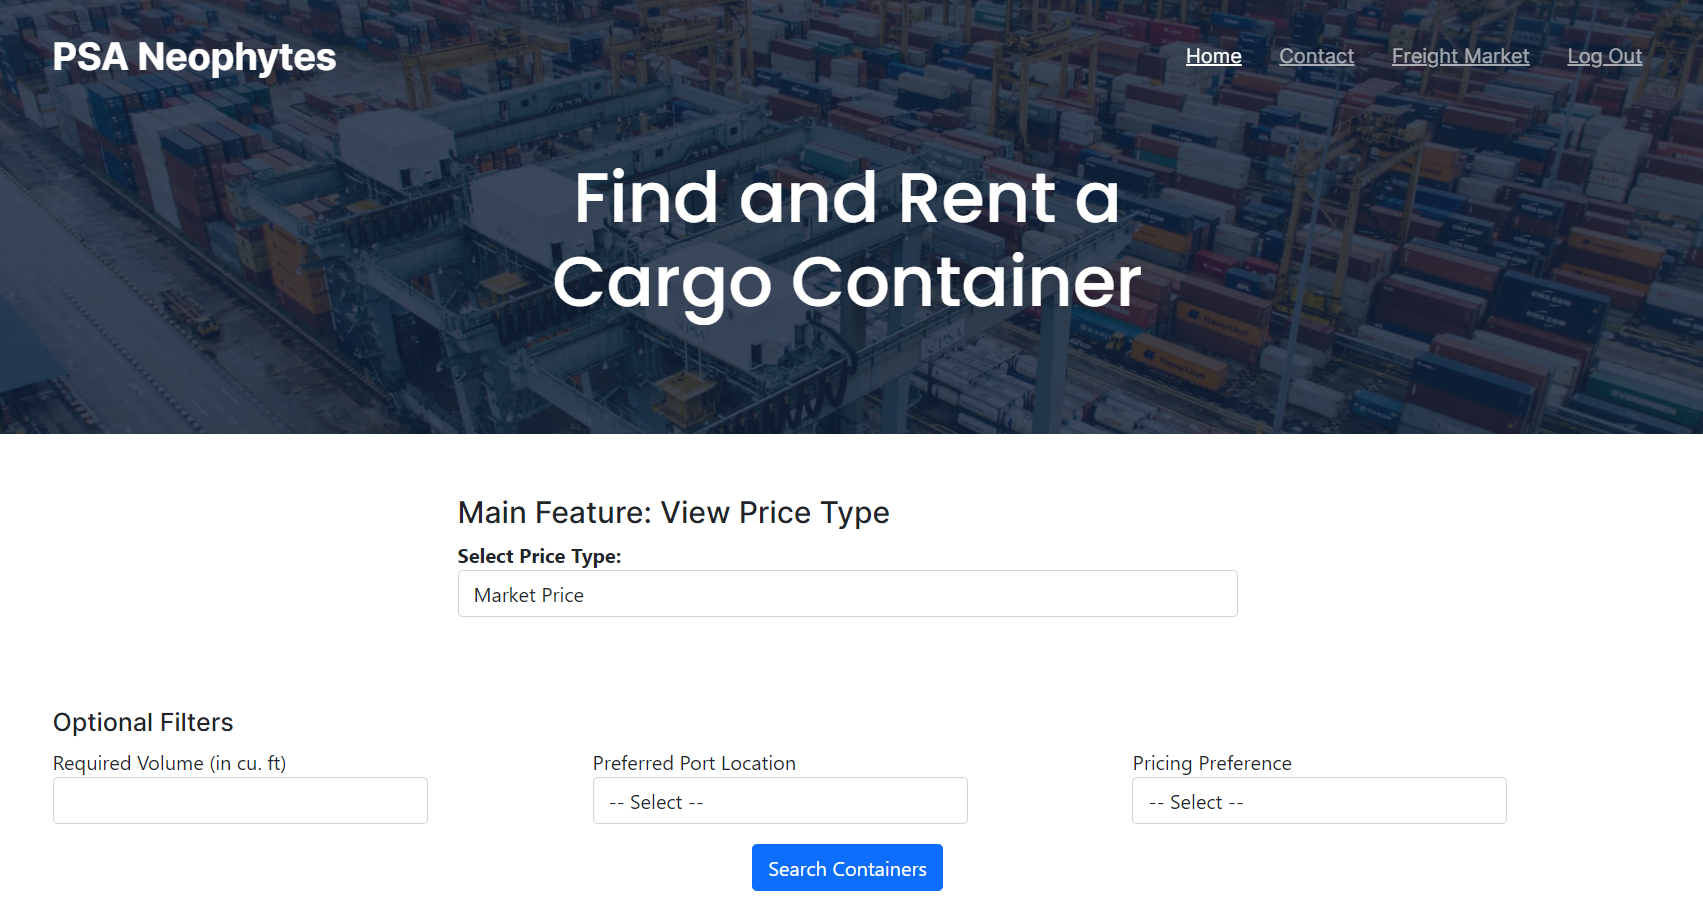 PSA Neophytes
Home Contact Freight Market Log Out
Find and Rent a
Cargo Container
Main Feature: View Price Type
Select Price Type:
Market Price
Optional Filters
Required Volume (in cu. ft) Preferred Port Location Pricing Preference
-- Select -- -- Select --
Search Containers